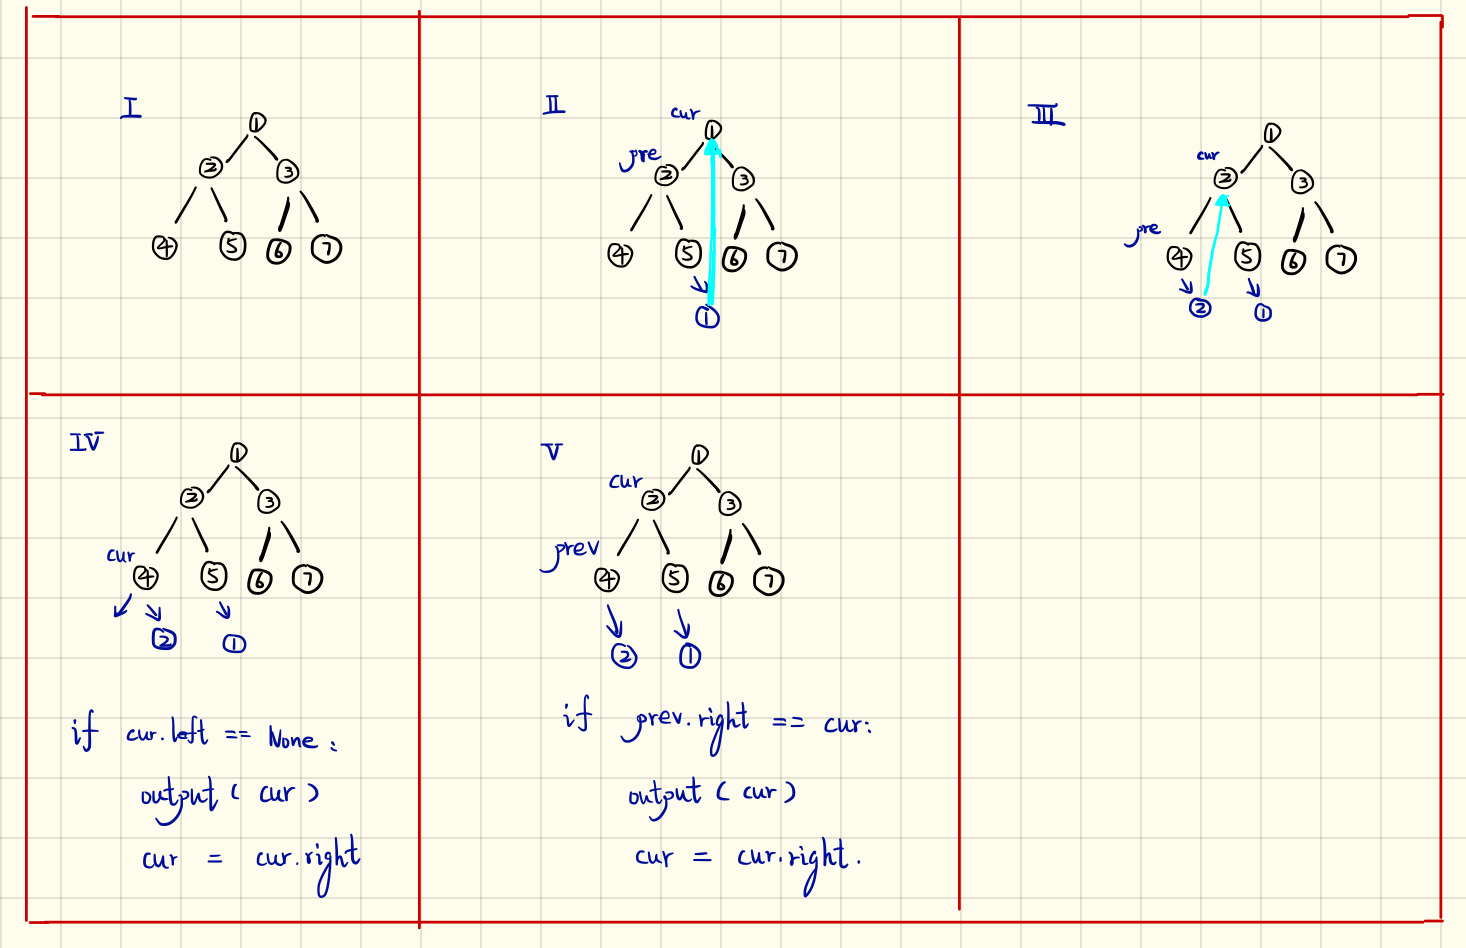 I
1
2 3
4 5 6 7
II
cur
1
pre
2 3
4 5 6 7
1
III
1
cur
2 3
pre
4 5 6 7
2 1
IV
1
2 3
cur
4 5 6 7
2 1
if cur.left == None:
output( cur )
cur = cur.right
V
1
cur
2 3
prev
4 5 6 7
2 1
if prev.right == cur:
output( cur )
cur = cur.right.